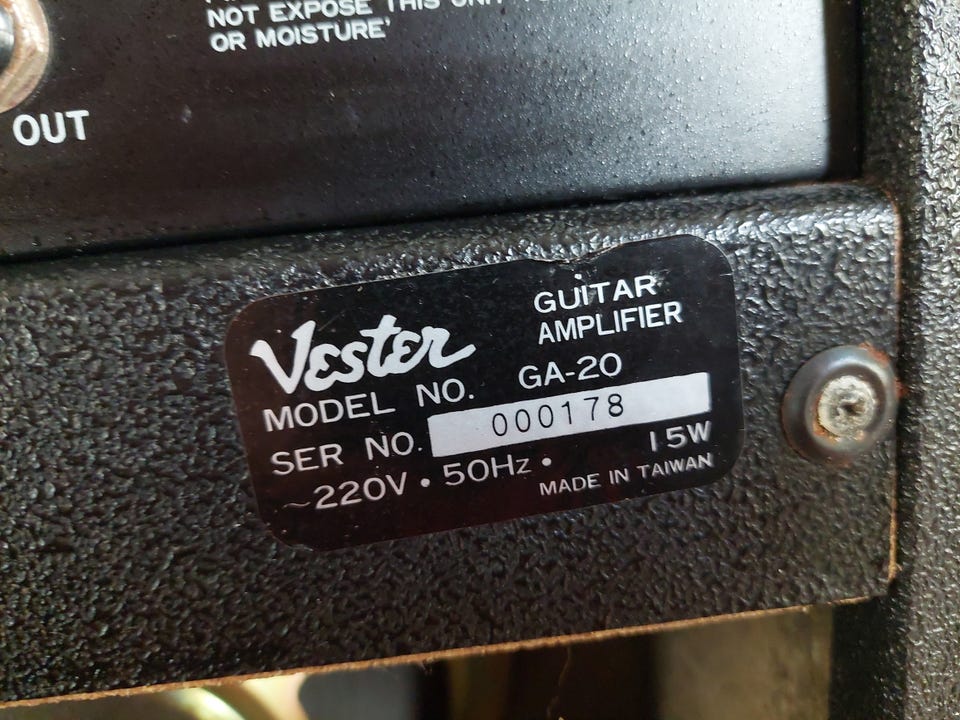 NOT EXPOSE THIS UNIT
OR MOISTURE'
OUT
Vester
GUITAR
AMPLIFIER
MODEL NO. GA-20
SER NO. 000178
~220V • 50Hz • 15W
MADE IN TAIWAN